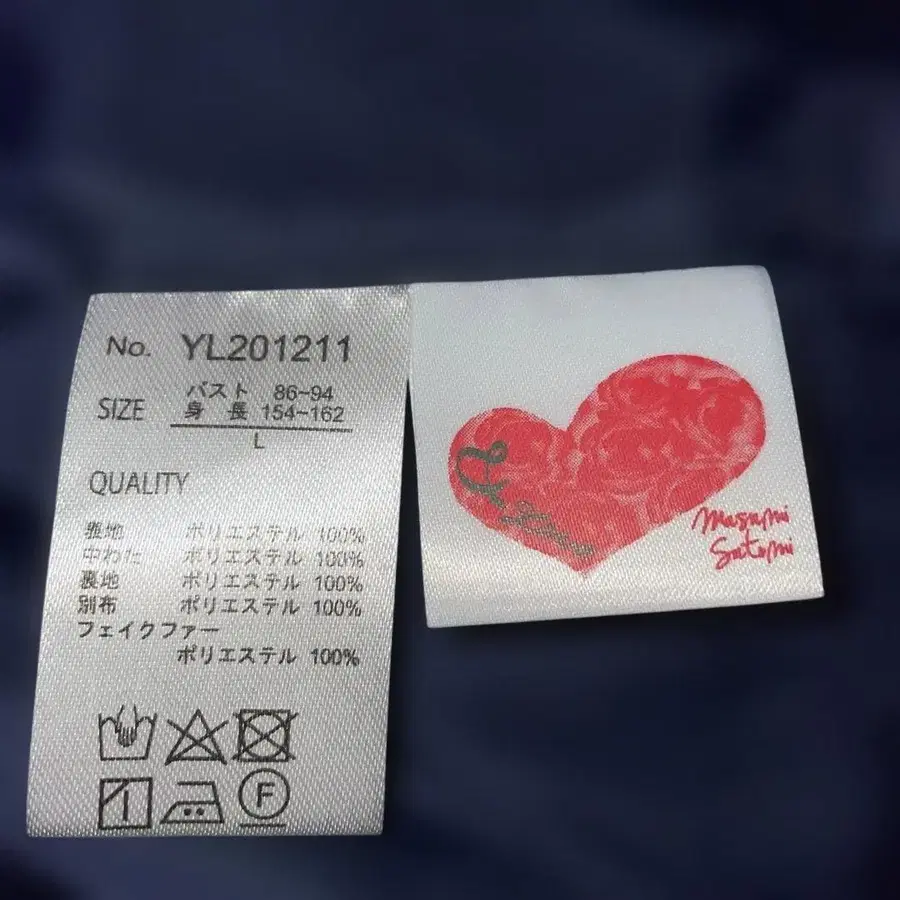 No. YL201211
SIZE バスト 86~94
身 長 154~162
L
QUALITY
表地 ポリエステル 100%
中わた ポリエステル 100%
裏地 ポリエステル 100%
別布 ポリエステル 100%
フェイクファー
ポリエステル 100%
F
masami
Satomi